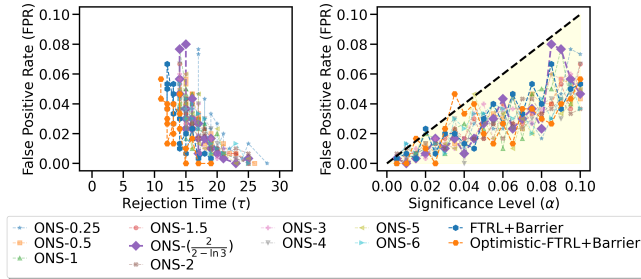 False Positive Rate (FPR)
0.10
0.08
0.06
0.04
0.02
0.00
0 5 10 15 20 25 30
Rejection Time (τ)
False Positive Rate (FPR)
0.10
0.08
0.06
0.04
0.02
0.00
0.00 0.02 0.04 0.06 0.08 0.10
Significance Level (α)
ONS-0.25 ONS-1.5 ONS-3 ONS-5 FTRL+Barrier
ONS-0.5 ONS-(2/(2−ln3)) ONS-4 ONS-6 Optimistic-FTRL+Barrier
ONS-1 ONS-2